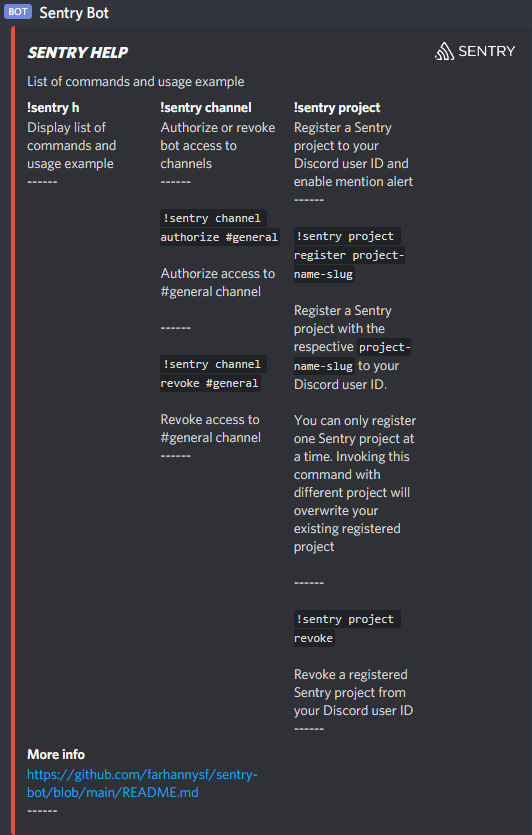 BOT Sentry Bot
SENTRY HELP
SENTRY
List of commands and usage example
!sentry h
Display list of
commands and
usage example
------
!sentry channel
Authorize or revoke
bot access to
channels
------
!sentry channel
authorize #general
Authorize access to
#general channel
------
!sentry channel
revoke #general
Revoke access to
#general channel
------
!sentry project
Register a Sentry
project to your
Discord user ID and
enable mention alert
------
!sentry project
register project-
name-slug
Register a Sentry
project with the
respective project-
name-slug to your
Discord user ID.
You can only register
one Sentry project at
a time. Invoking this
command with
different project will
overwrite your
existing registered
project
------
!sentry project
revoke
Revoke a registered
Sentry project from
your Discord user ID
------
More info
https://github.com/farhannysf/sentry-
bot/blob/main/README.md
------